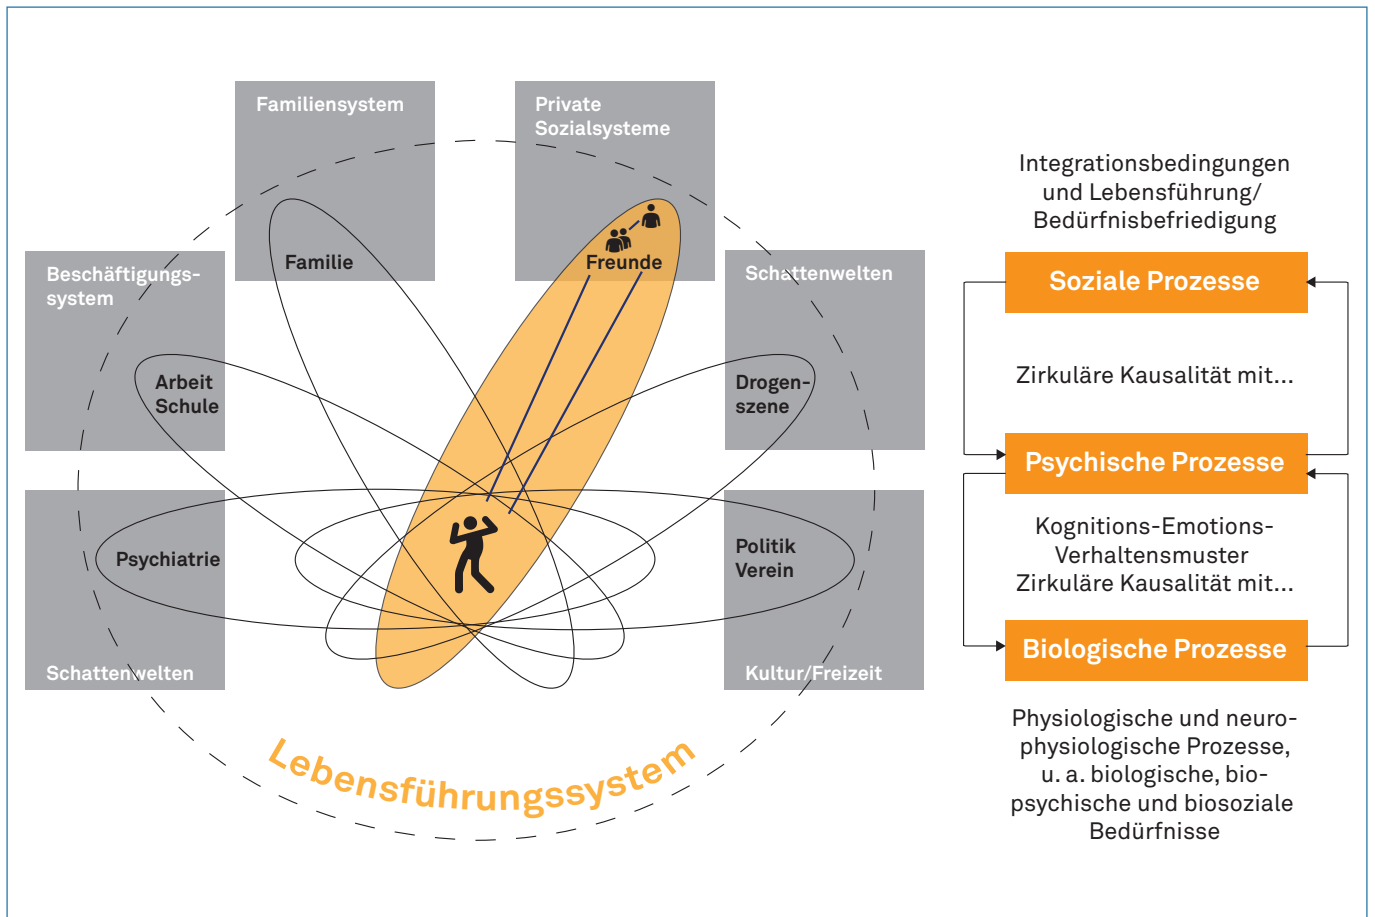 Familiensystem
Private
Sozialsysteme
Familie
Freunde
Beschäftigungs-
system
Schattenwelten
Arbeit
Schule
Drogen-
szene
Psychiatrie
Politik
Verein
Schattenwelten
Kultur/Freizeit
Lebensführungssystem
Integrationsbedingungen
und Lebensführung/
Bedürfnisbefriedigung
Soziale Prozesse
Zirkuläre Kausalität mit...
Psychische Prozesse
Kognitions-Emotions-
Verhaltensmuster
Zirkuläre Kausalität mit...
Biologische Prozesse
Physiologische und neuro-
physiologische Prozesse,
u. a. biologische, bio-
psychische und biosoziale
Bedürfnisse